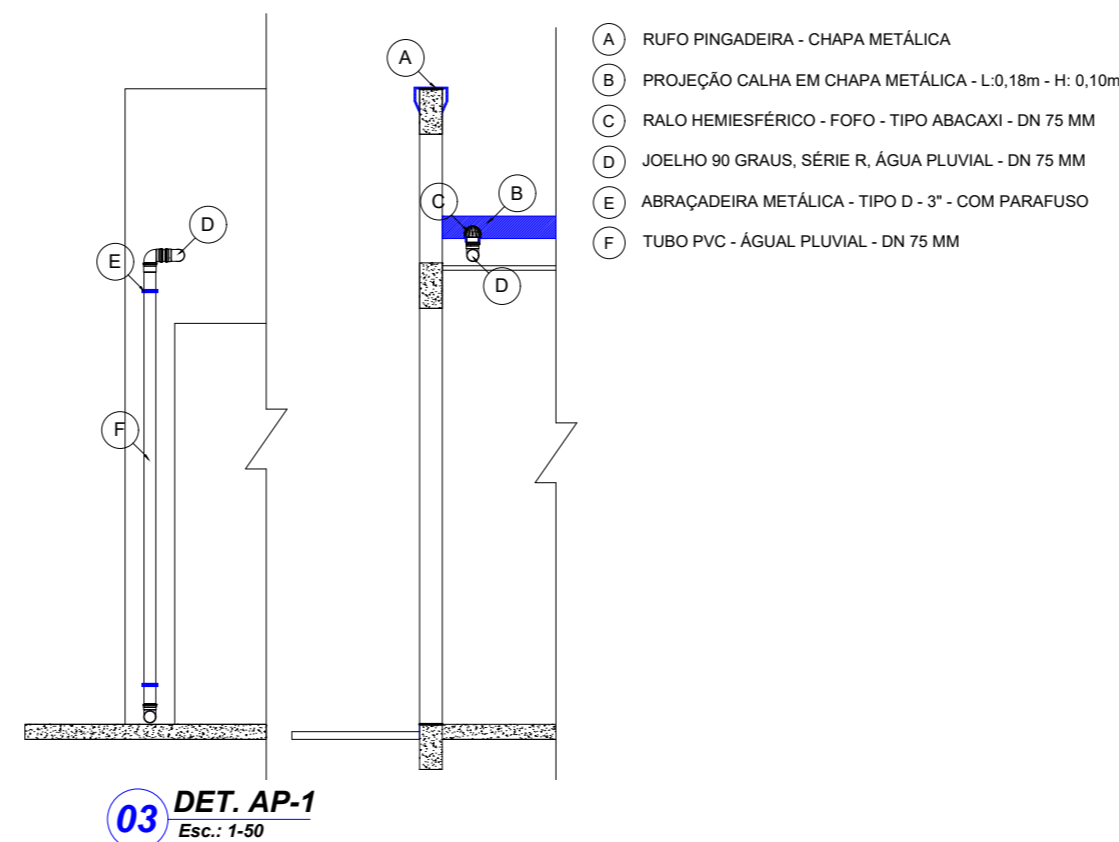 A RUFO PINGADEIRA - CHAPA METÁLICA
B PROJEÇÃO CALHA EM CHAPA METÁLICA - L:0,18m - H: 0,10m
C RALO HEMIESFÉRICO - FOFO - TIPO ABACAXI - DN 75 MM
D JOELHO 90 GRAUS, SÉRIE R, ÁGUA PLUVIAL - DN 75 MM
E ABRAÇADEIRA METÁLICA - TIPO D - 3" - COM PARAFUSO
F TUBO PVC - ÁGUAL PLUVIAL - DN 75 MM
A
B
C
D
E
D
F
03 DET. AP-1
Esc.: 1-50